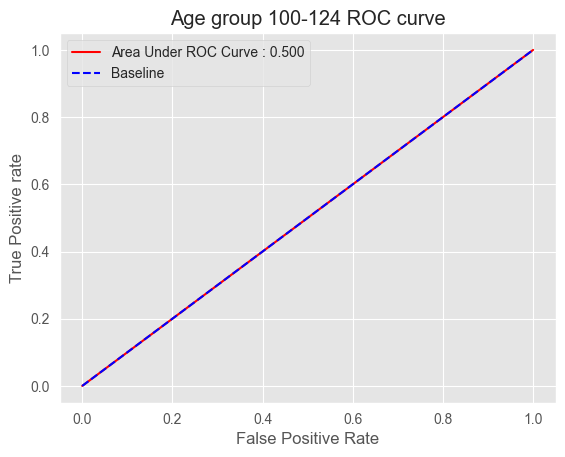 Age group 100-124 ROC curve
Area Under ROC Curve : 0.500
Baseline
1.0
0.8
0.6
0.4
0.2
0.0
True Positive rate
0.0 0.2 0.4 0.6 0.8 1.0
False Positive Rate